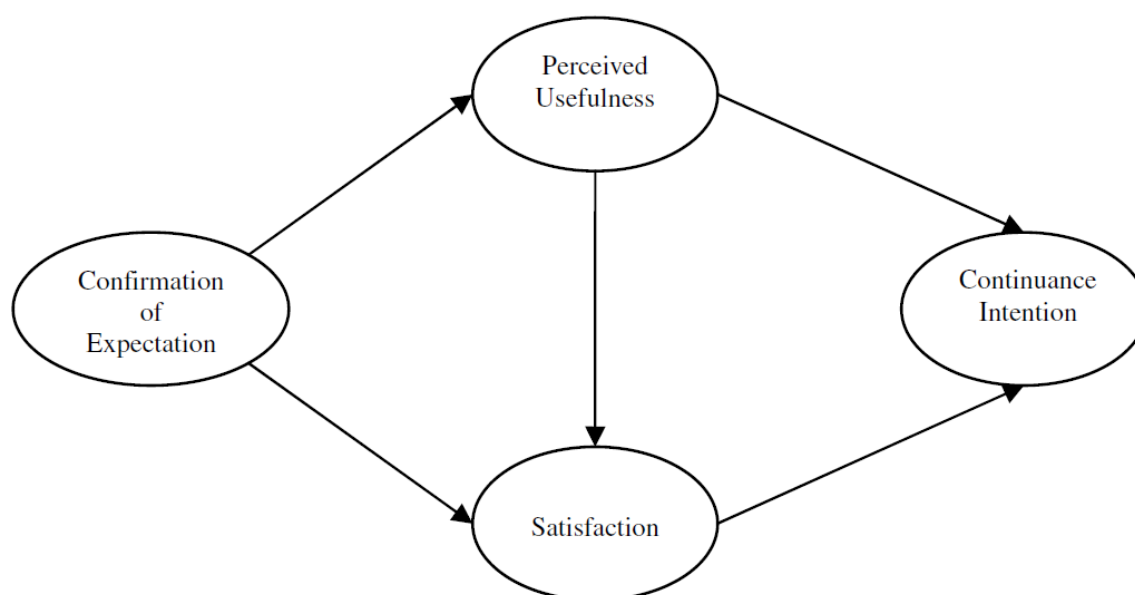 Perceived
Usefulness
Confirmation
of
Expectation
Continuance
Intention
Satisfaction